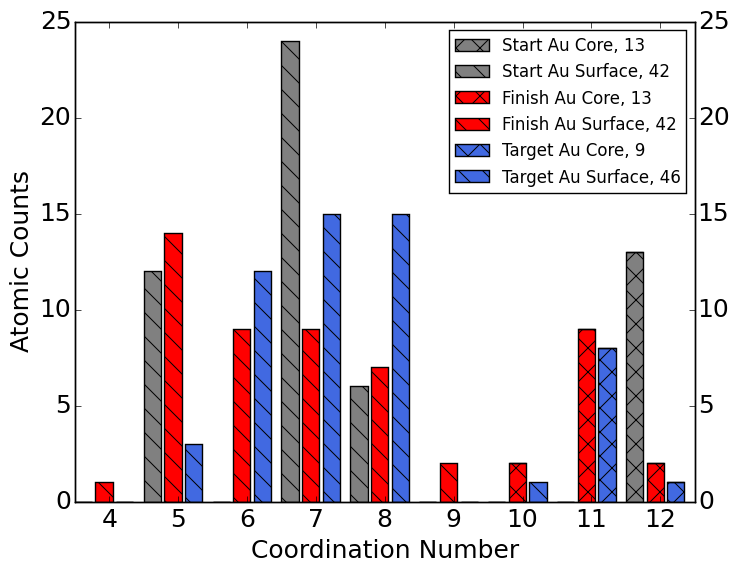 25
20
15
10
5
0
Atomic Counts
Start Au Core, 13
Start Au Surface, 42
Finish Au Core, 13
Finish Au Surface, 42
Target Au Core, 9
Target Au Surface, 46
25
20
15
10
5
0
4 5 6 7 8 9 10 11 12
Coordination Number